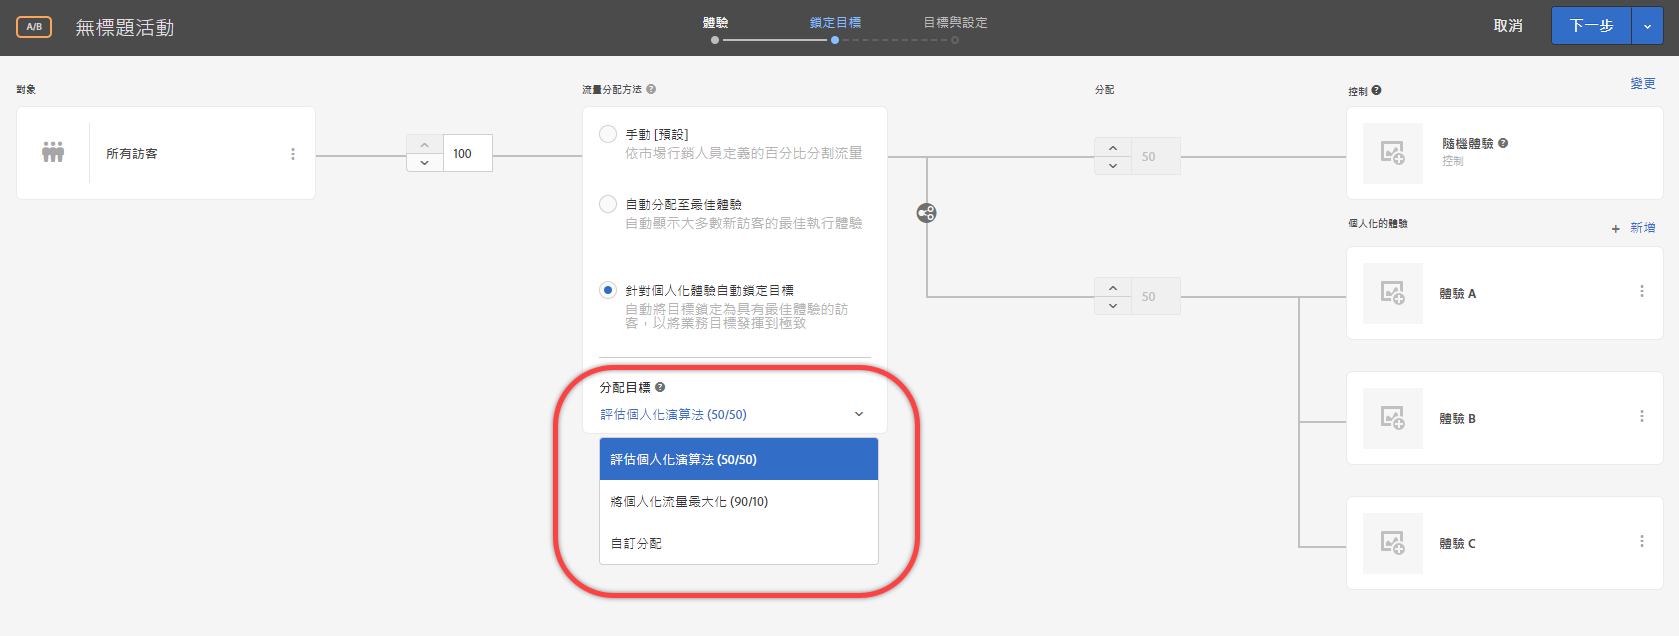 A/B
無標題活動
體驗
鎖定目標
目標與設定
取消
下一步
對象
所有訪客
100
流量分配方法
手動 [預設]
依市場行銷人員定義的百分比分割流量
自動分配至最佳體驗
自動顯示大多數新訪客的最佳執行體驗
針對個人化體驗自動鎖定目標
自動將目標鎖定為具有最佳體驗的訪
客，以將業務目標發揮到極致
分配目標
評估個人化演算法 (50/50)
評估個人化演算法 (50/50)
將個人化流量最大化 (90/10)
自訂分配
分配
50
50
控制
變更
隨機體驗
控制
個人化的體驗
+ 新增
體驗 A
體驗 B
體驗 C